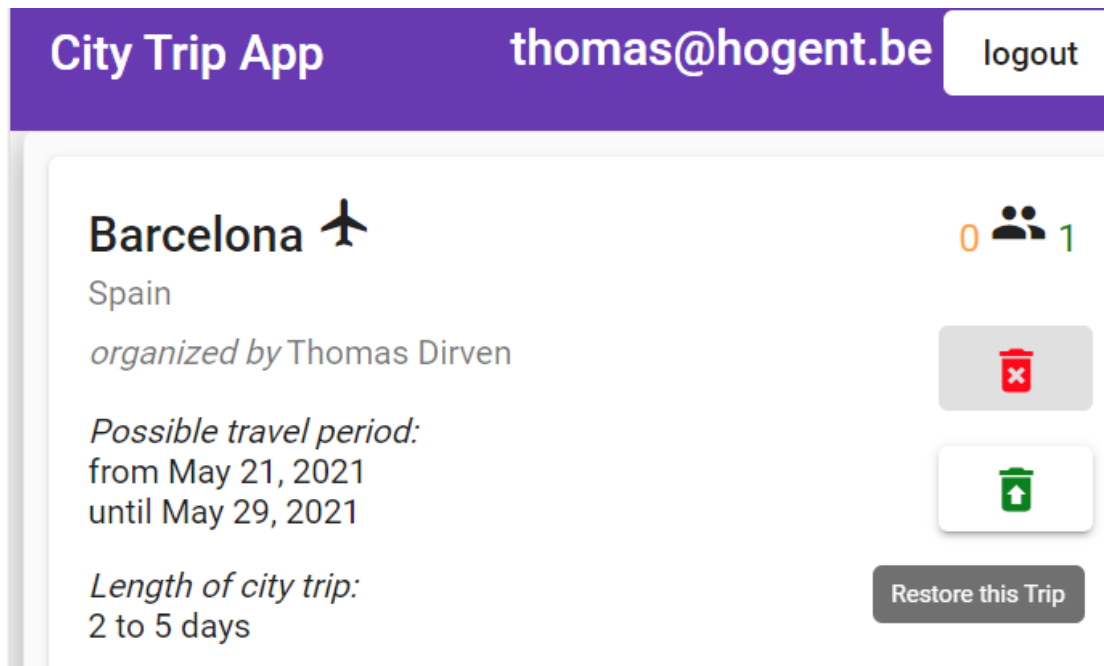 City Trip App
thomas@hogent.be
logout
Barcelona
0 1
Spain
organized by Thomas Dirven
Possible travel period:
from May 21, 2021
until May 29, 2021
Length of city trip:
2 to 5 days
Restore this Trip